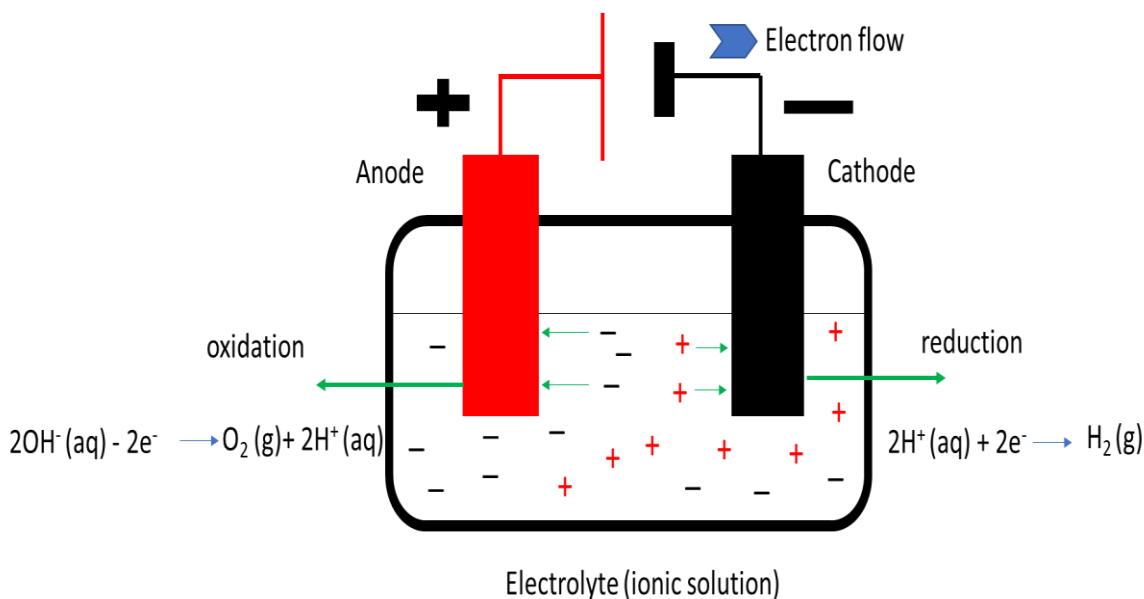 Electron flow
+
−
Anode
Cathode
oxidation
reduction
2OH⁻ (aq) - 2e⁻ → O₂ (g) + 2H⁺ (aq)
2H⁺ (aq) + 2e⁻ → H₂ (g)
Electrolyte (ionic solution)